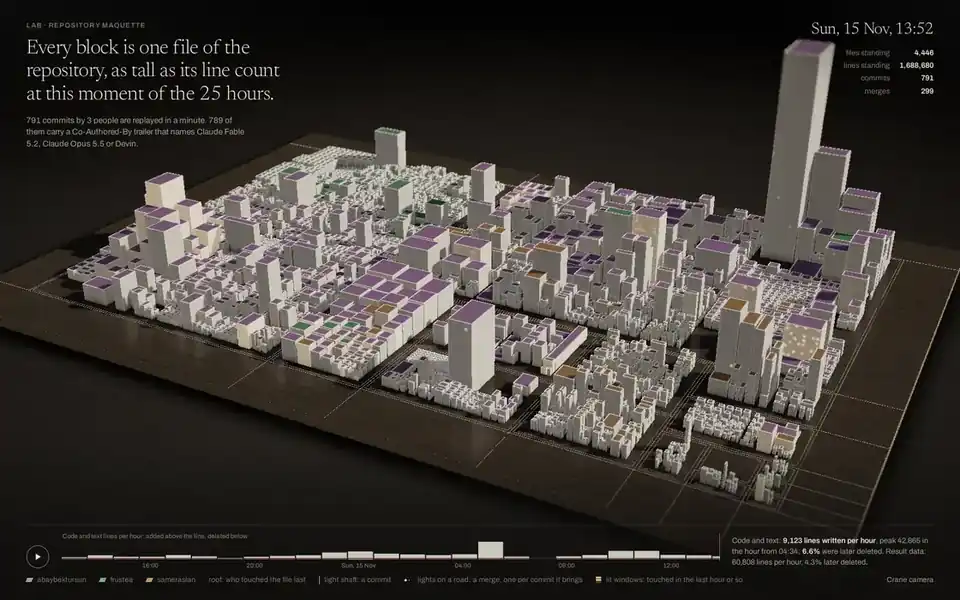 LAB · REPOSITORY MAQUETTE
Every block is one file of the
repository, as tall as its line count
at this moment of the 25 hours.
791 commits by 3 people are replayed in a minute. 789 of
them carry a Co-Authored-By trailer that names Claude Fable
5.2, Claude Opus 5.5 or Devin.
Sun, 15 Nov, 13:52
files standing 4,446
lines standing 1,688,680
commits 791
merges 299
Code and text lines per hour: added above the line, deleted below
16:00 20:00 Sun, 15 Nov 04:00 08:00 12:00
Code and text: 9,123 lines written per hour, peak 42,865 in
the hour from 04:34. 6.6% were later deleted. Result data:
60,808 lines per hour, 4.3% later deleted.
abaybektursun frustea samerasian roof: who touched the file last light shaft: a commit lights on a road: a merge, one per commit it brings lit windows: touched in the last hour or so
Crane camera